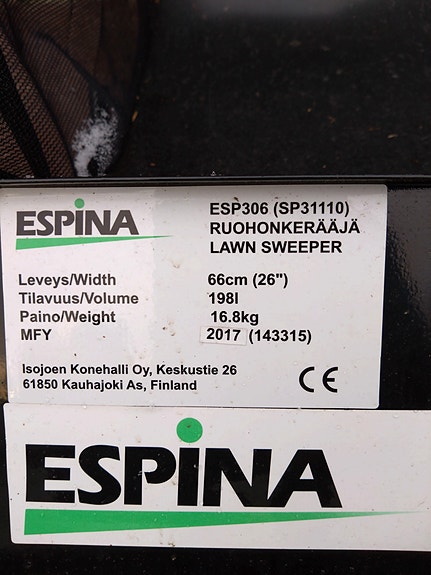 ESPINA
ESP306 (SP31110)
RUOHONKERÄÄJÄ
LAWN SWEEPER
Leveys/Width 66cm (26")
Tilavuus/Volume 198l
Paino/Weight 16.8kg
MFY 2017 (143315)
Isojoen Konehalli Oy, Keskustie 26
61850 Kauhajoki As, Finland
CE
ESPINA